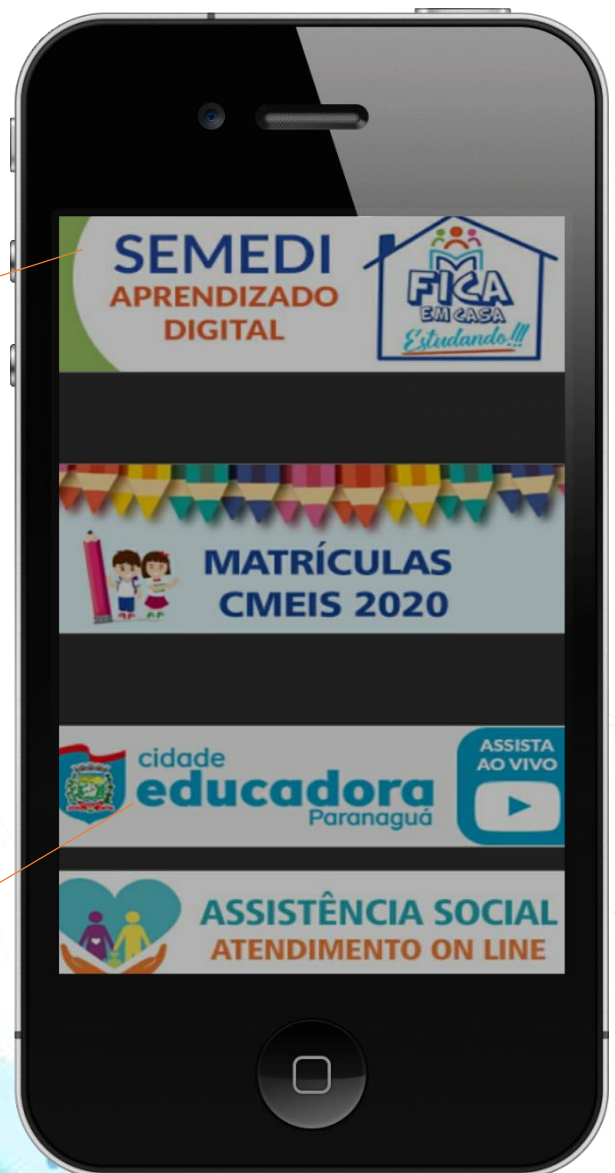 SEMEDI
APRENDIZADO
DIGITAL
FICA
EM CASA
Estudando!!!
MATRÍCULAS
CMEIS 2020
cidade
educadora
Paranaguá
ASSISTA
AO VIVO
ASSISTÊNCIA SOCIAL
ATENDIMENTO ON LINE